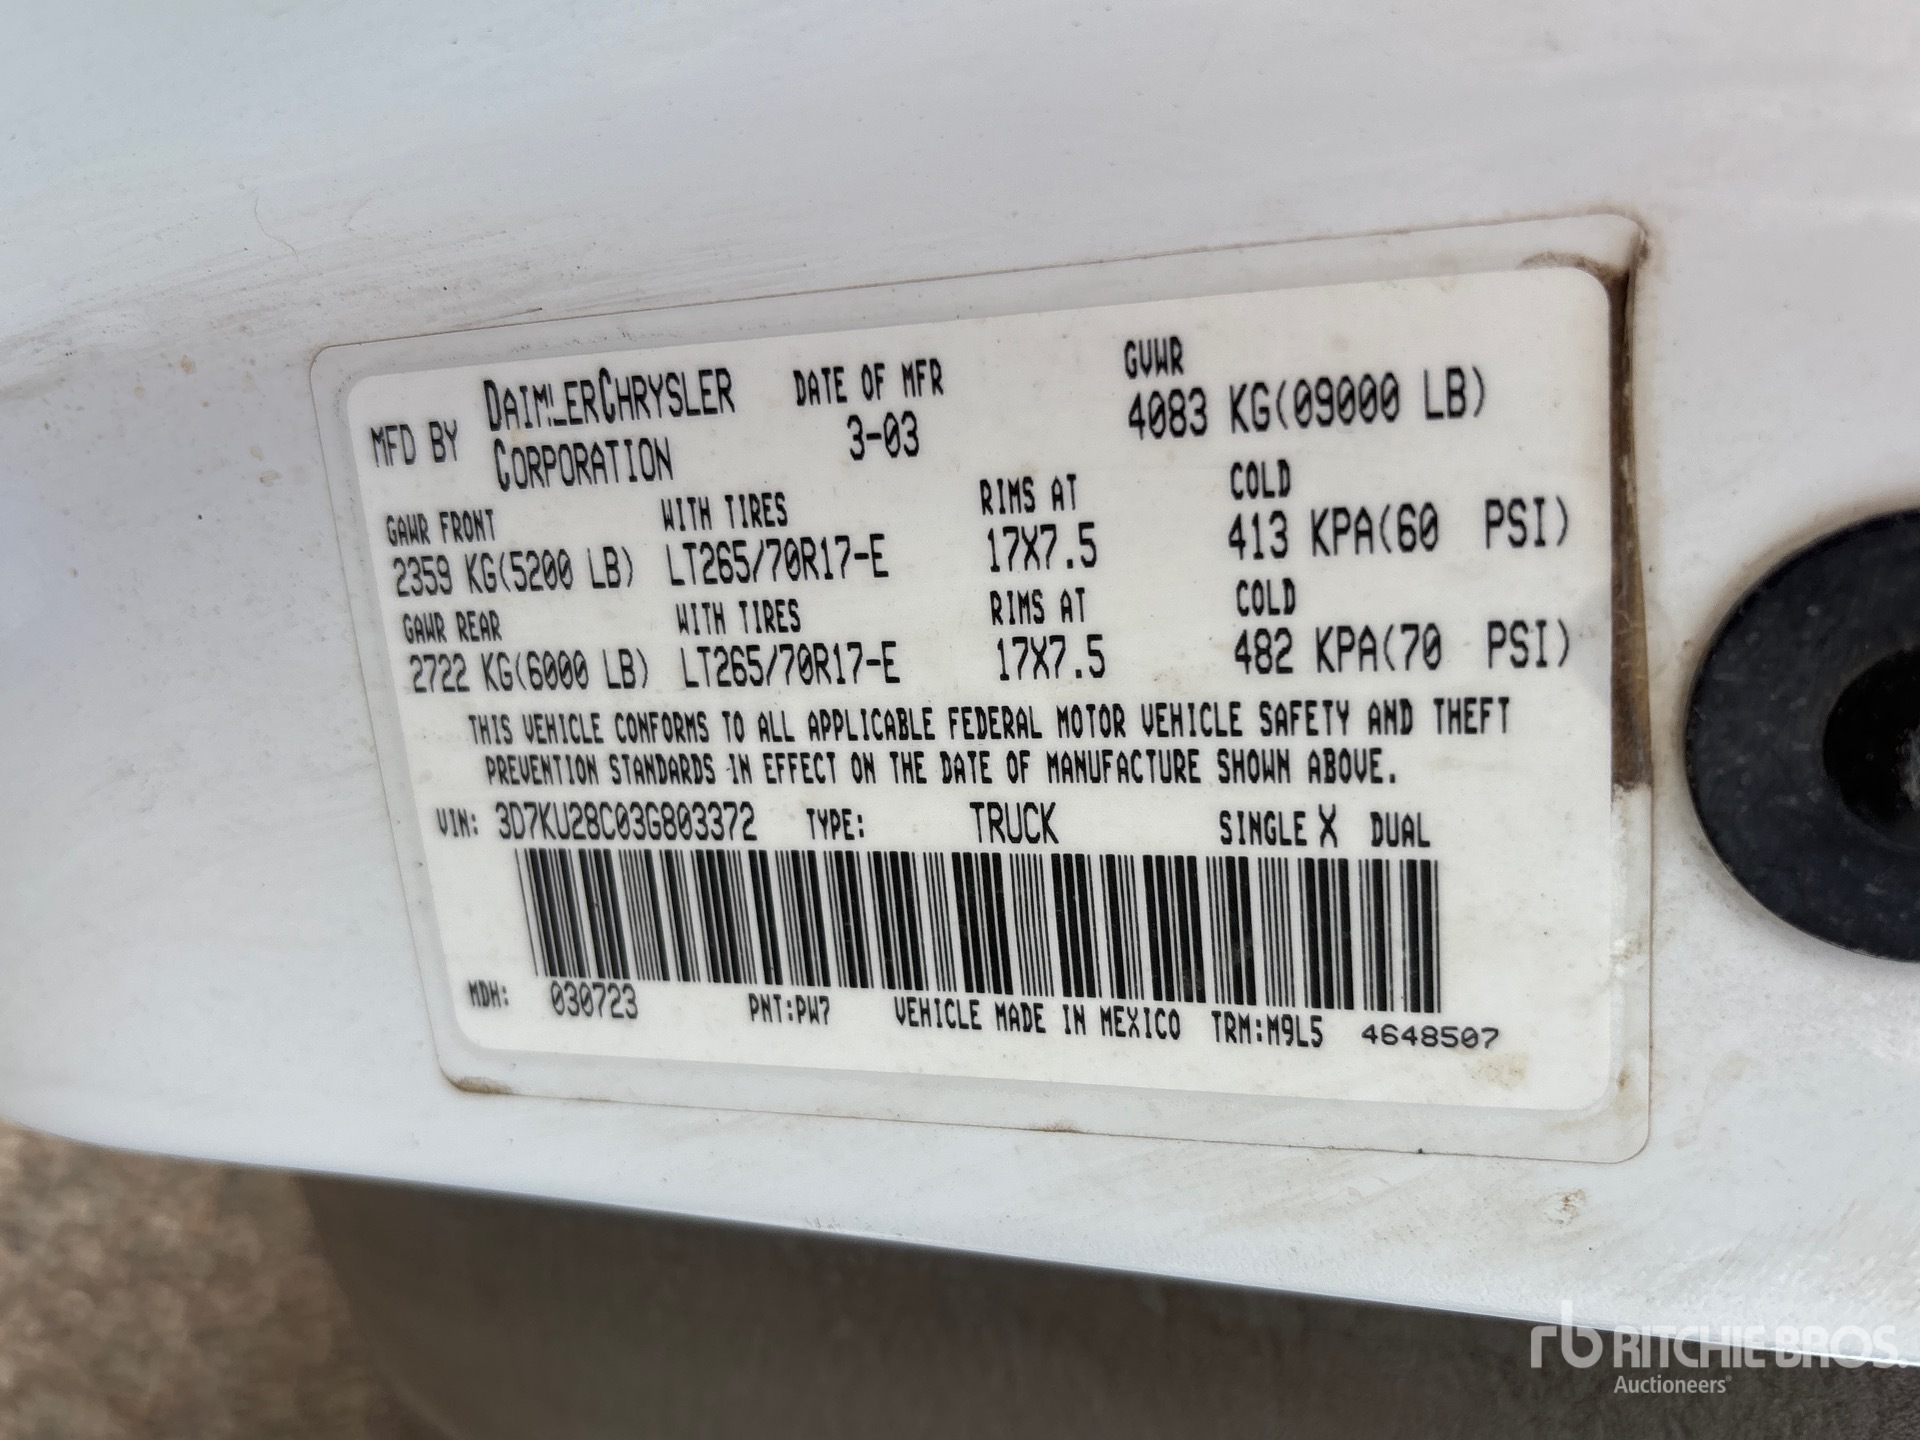 MFD BY DAIMLERCHRYSLER CORPORATION
DATE OF MFR 3-03
GVWR 4083 KG(09000 LB)
GAWR FRONT WITH TIRES RIMS AT COLD
2359 KG(5200 LB) LT265/70R17-E 17X7.5 413 KPA(60 PSI)
GAWR REAR WITH TIRES RIMS AT COLD
2722 KG(6000 LB) LT265/70R17-E 17X7.5 482 KPA(70 PSI)
THIS VEHICLE CONFORMS TO ALL APPLICABLE FEDERAL MOTOR VEHICLE SAFETY AND THEFT
PREVENTION STANDARDS IN EFFECT ON THE DATE OF MANUFACTURE SHOWN ABOVE.
VIN: 3D7KU28C03G803372 TYPE: TRUCK SINGLE X DUAL
MDH: 030723 PNT:PW7 VEHICLE MADE IN MEXICO TRM:M9L5 4648507
rb RITCHIE BROS.
Auctioneers